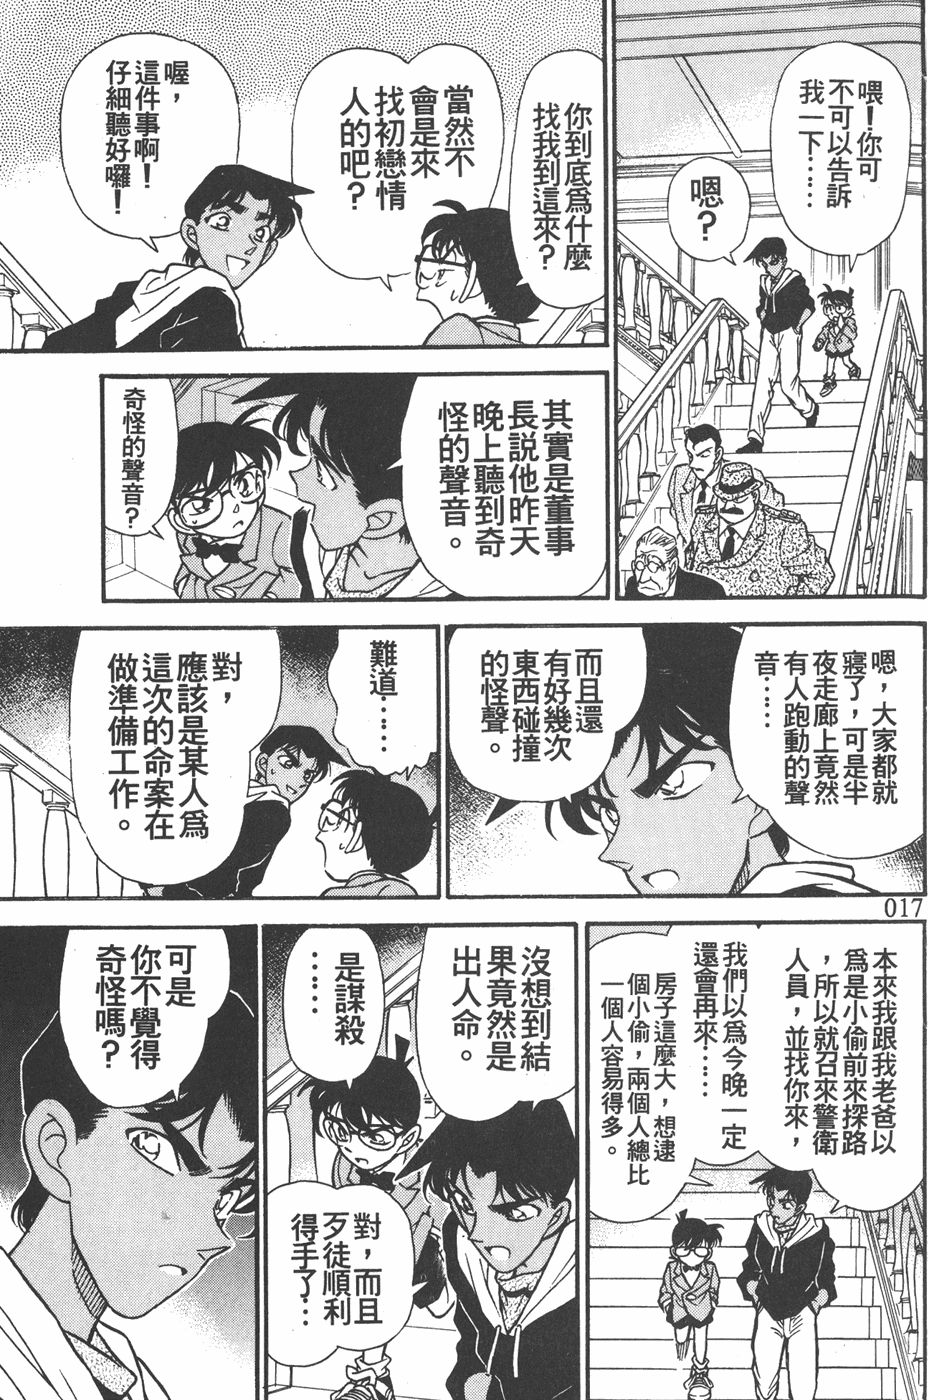 喂！你可
不可以告訴
我一下……
嗯？
你到底爲什麼
找我到這來？
當然不
會是來
找初戀情
人的吧？
喔，
這件事啊！
仔細聽好囉！
其實是董事
長說他昨天
晚上聽到奇
怪的聲音。
奇怪的聲音？
嗯，大家都就
寢了，可是半
夜走廊上竟然
有人跑動的聲
音……
而且還
有好幾次
東西碰撞
的怪聲。
難道……
對，
應該是某人爲
這次的命案在
做準備工作。
017
本來我跟我老爸以
爲是小偷前來探路
，所以就召來警衛
人員，並找你來，
我們以爲今晚一定
還會再來……
房子這麼大，想逮
個小偷，兩個人總比
一個人容易得多。
沒想到結
果竟然是
出人命。
是謀殺
……
對，而且
歹徒順利
得手了…
可是
你不覺得
奇怪嗎？